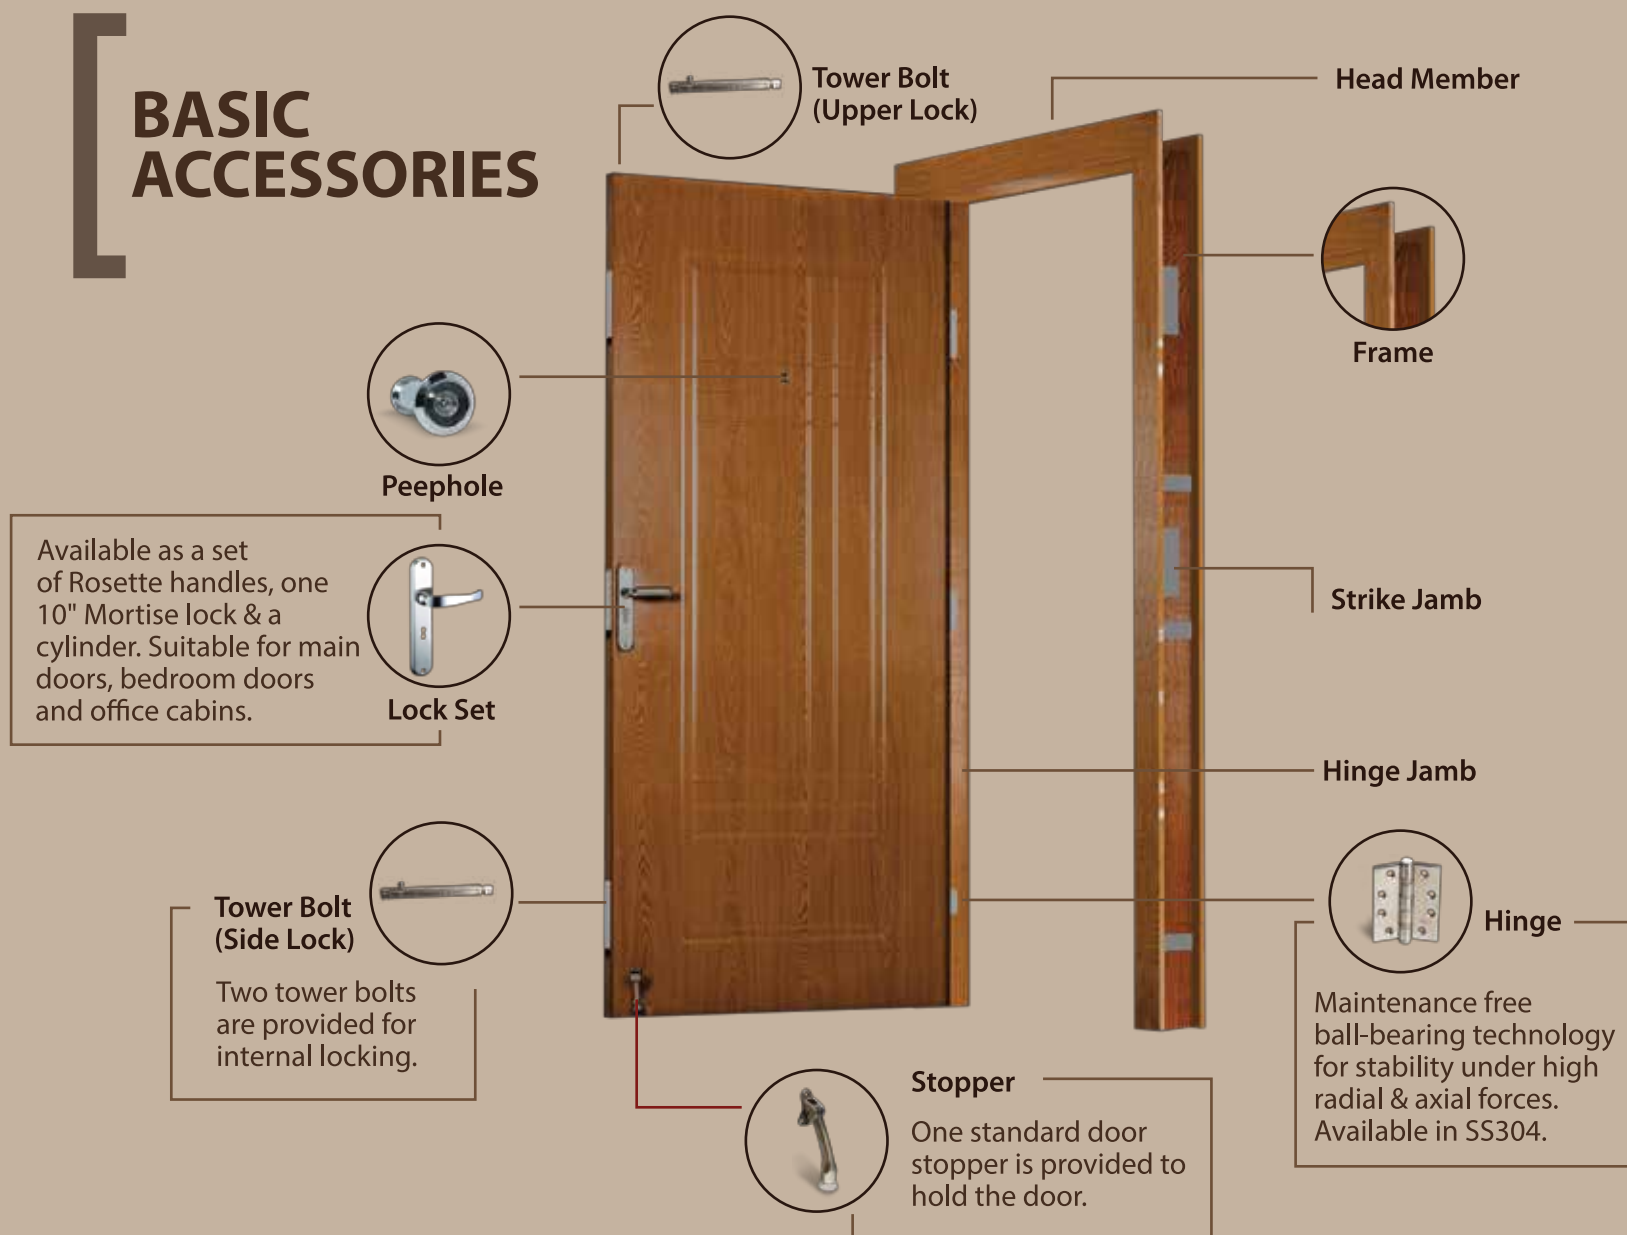 BASIC
ACCESSORIES
Tower Bolt
(Upper Lock)
Head Member
Frame
Peephole
Available as a set
of Rosette handles, one
10" Mortise lock & a
cylinder. Suitable for main
doors, bedroom doors
and office cabins.
Lock Set
Strike Jamb
Hinge Jamb
Tower Bolt
(Side Lock)
Two tower bolts
are provided for
internal locking.
Hinge
Maintenance free
ball-bearing technology
for stability under high
radial & axial forces.
Available in SS304.
Stopper
One standard door
stopper is provided to
hold the door.